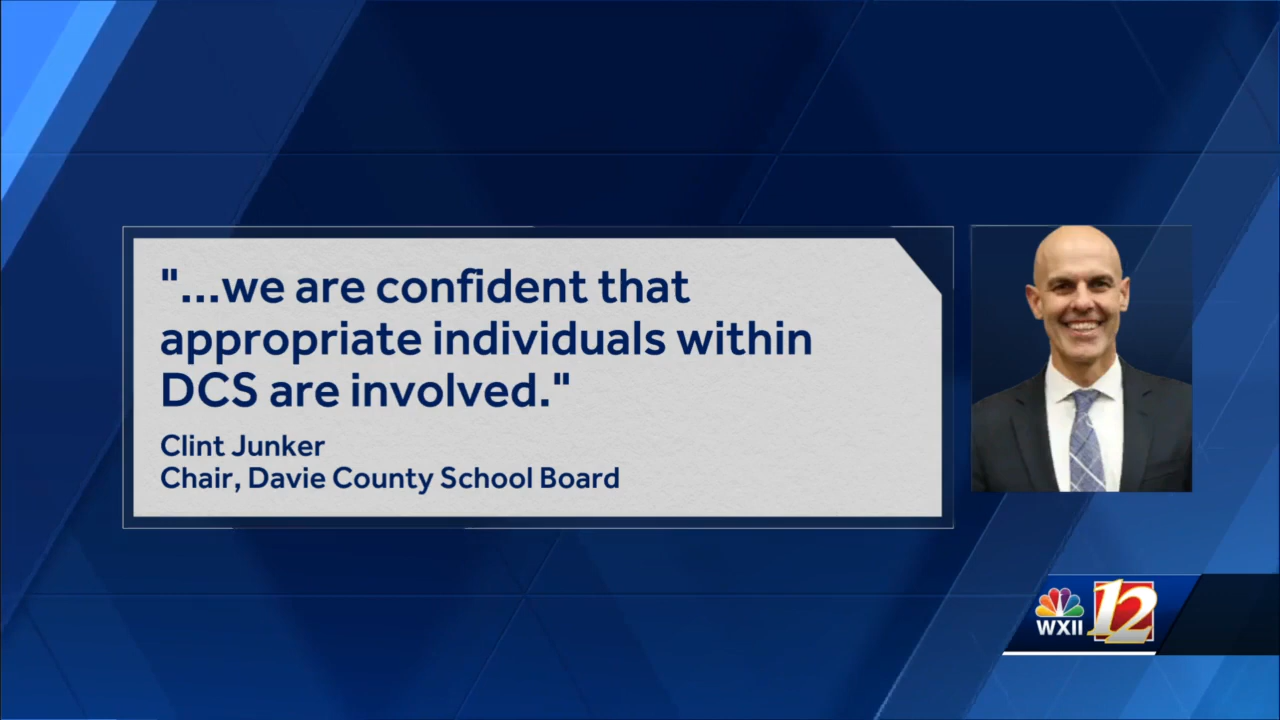 "...we are confident that
appropriate individuals within
DCS are involved."
Clint Junker
Chair, Davie County School Board
WXII 12